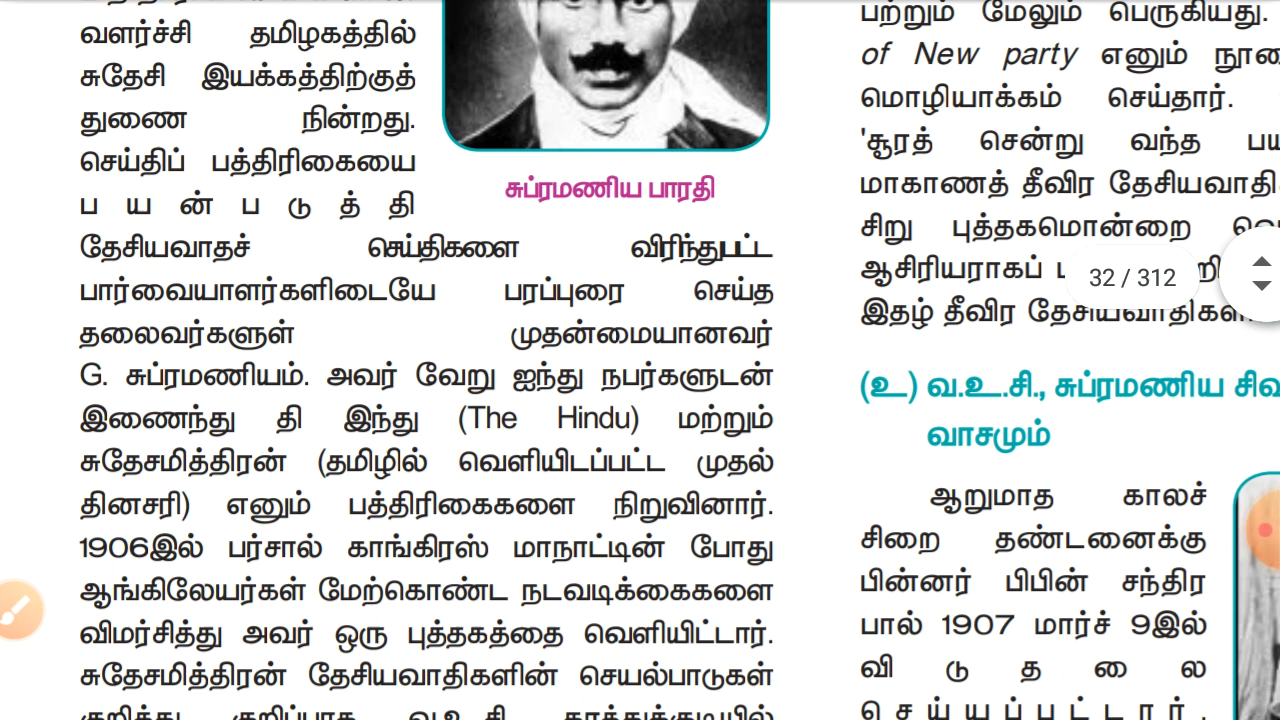 வளர்ச்சி தமிழகத்தில்
சுதேசி இயக்கத்திற்குத்
துணை நின்றது.
செய்திப் பத்திரிகையை
ப ய ன் ப டு த் தி
சுப்ரமணிய பாரதி
தேசியவாதச் செய்திகளை விரிந்துபட்ட
பார்வையாளர்களிடையே பரப்புரை செய்த
தலைவர்களுள் முதன்மையானவர்
G. சுப்ரமணியம். அவர் வேறு ஐந்து நபர்களுடன்
இணைந்து தி இந்து (The Hindu) மற்றும்
சுதேசமித்திரன் (தமிழில் வெளியிடப்பட்ட முதல்
தினசரி) எனும் பத்திரிகைகளை நிறுவினார்.
1906இல் பர்சால் காங்கிரஸ் மாநாட்டின் போது
ஆங்கிலேயர்கள் மேற்கொண்ட நடவடிக்கைகளை
விமர்சித்து அவர் ஒரு புத்தகத்தை வெளியிட்டார்.
சுதேசமித்திரன் தேசியவாதிகளின் செயல்பாடுகள்
பற்றும் மேலும் பெருகியது.
of New party எனும்
மொழியாக்கம் செய்தார்.
'சூரத் சென்று வந்த
மாகாணத் தீவிர
சிறு புத்தகமொன்றை
ஆசிரியராகப்
இதழ் தீவிர
32 / 312
(உ) வ.உ.சி., சுப்ரமணிய
வாசமும்
ஆறுமாத காலச்
சிறை தண்டனைக்கு
பின்னர் பிபின் சந்திர
பால் 1907 மார்ச் 9இல்
வி டு த லை
செ ய் ய ப் ப ட் டா ர் .